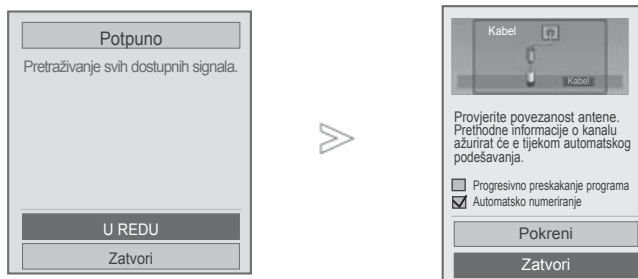 Potpuno
Pretraživanje svih dostupnih signala.
U REDU
Zatvori
Kabel
Kabel
Provjerite povezanost antene.
Prethodne informacije o kanalu
ažurirat će e tijekom automatskog
podešavanja.
Progresivno preskakanje programa
Automatsko numeriranje
Pokreni
Zatvori